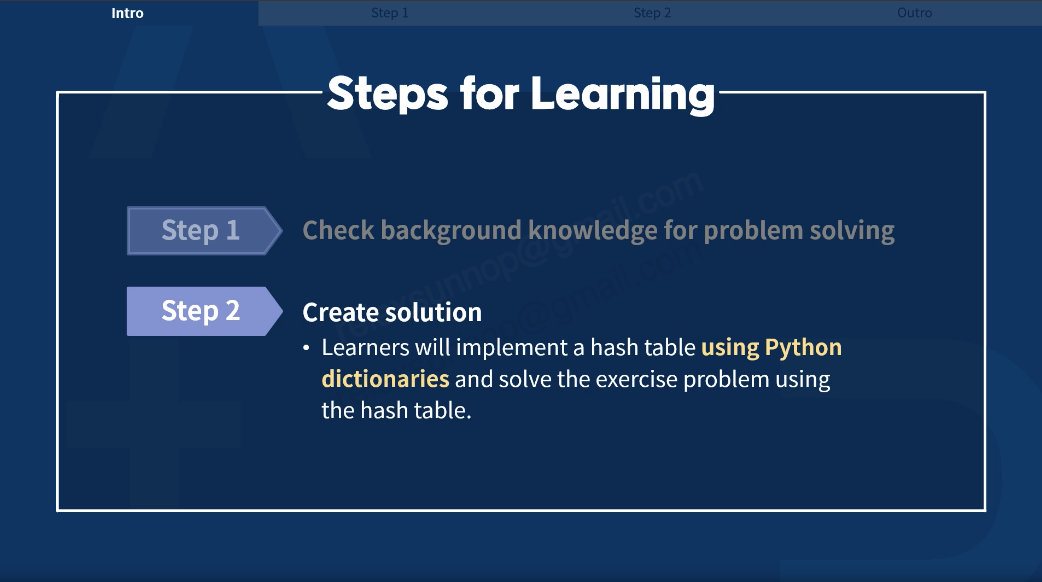 Intro
Step 1
Step 2
Outro
Steps for Learning
Step 1
Check background knowledge for problem solving
Step 2
Create solution
• Learners will implement a hash table using Python
dictionaries and solve the exercise problem using
the hash table.